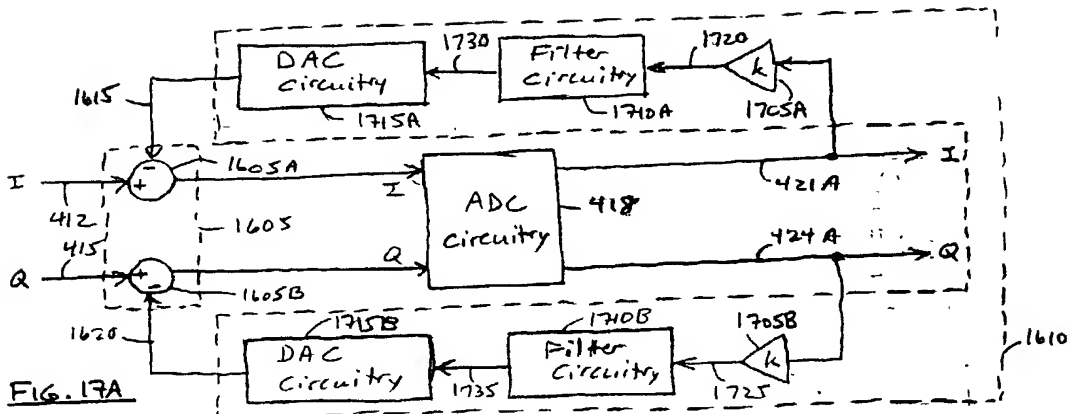 1615
DAC
Circuitry
1715A
1730
Filter
Circuitry
1710A
1720
k
1705A
I
412
+
-
1605A
I
421A
I
415
1605
ADC
Circuitry
418
Q
+
-
1605B
Q
424A
Q
1620
1715B
DAC
Circuitry
1735
1710B
Filter
Circuitry
1725
1705B
k
1610
FIG. 17A